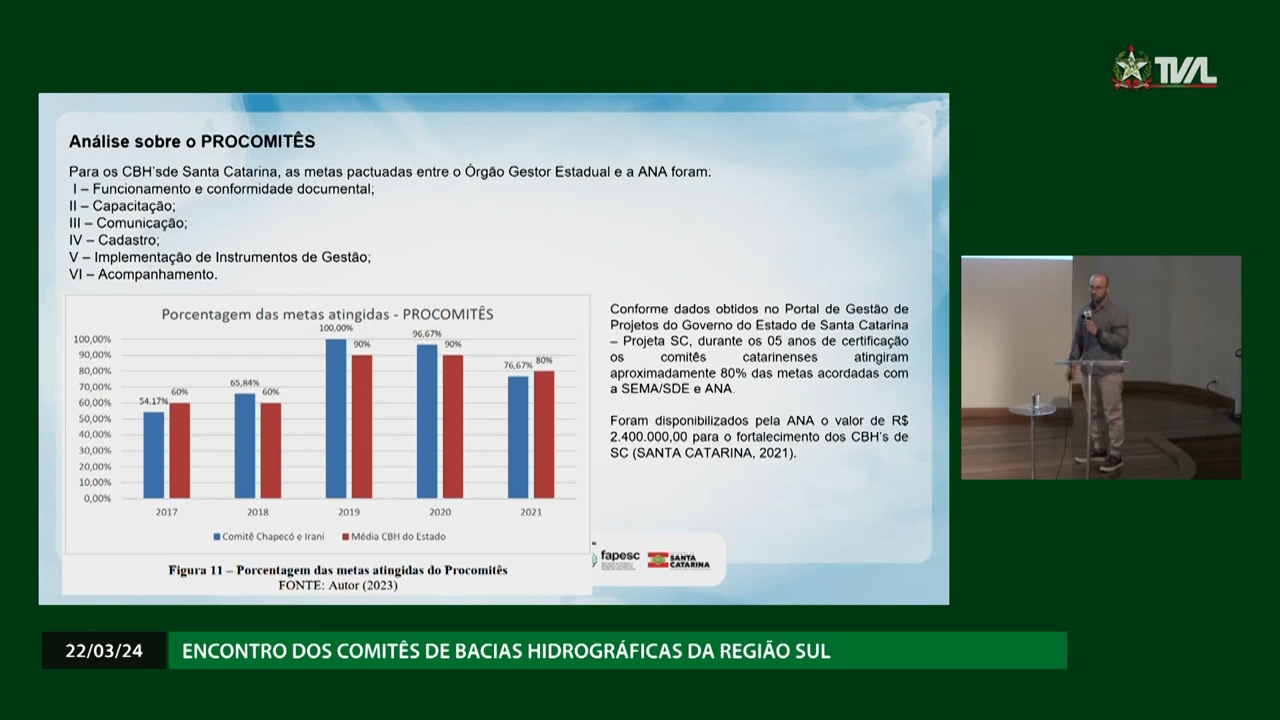 TVAL
Análise sobre o PROCOMITÊS
Para os CBH'sde Santa Catarina, as metas pactuadas entre o Órgão Gestor Estadual e a ANA foram:
I – Funcionamento e conformidade documental;
II – Capacitação;
III – Comunicação;
IV – Cadastro;
V – Implementação de Instrumentos de Gestão;
VI – Acompanhamento.
Porcentagem das metas atingidas - PROCOMITÊS
100,00%
90,00%
80,00%
70,00%
60,00%
50,00%
40,00%
30,00%
20,00%
10,00%
0,00%
54,17% 60%
65,84% 60%
100,00% 90%
96,67% 90%
76,67% 80%
2017 2018 2019 2020 2021
Comitê Chapecó e Irani Média CBH do Estado
Figura 11 – Porcentagem das metas atingidas do Procomitês
FONTE: Autor (2023)
Conforme dados obtidos no Portal de Gestão de
Projetos do Governo do Estado de Santa Catarina
– Projeta SC, durante os 05 anos de certificação
os comitês catarinenses atingiram
aproximadamente 80% das metas acordadas com
a SEMA/SDE e ANA.
Foram disponibilizados pela ANA o valor de R$
2.400.000,00 para o fortalecimento dos CBH's de
SC (SANTA CATARINA, 2021).
fapesc
SANTA
CATARINA
22/03/24 ENCONTRO DOS COMITÊS DE BACIAS HIDROGRÁFICAS DA REGIÃO SUL